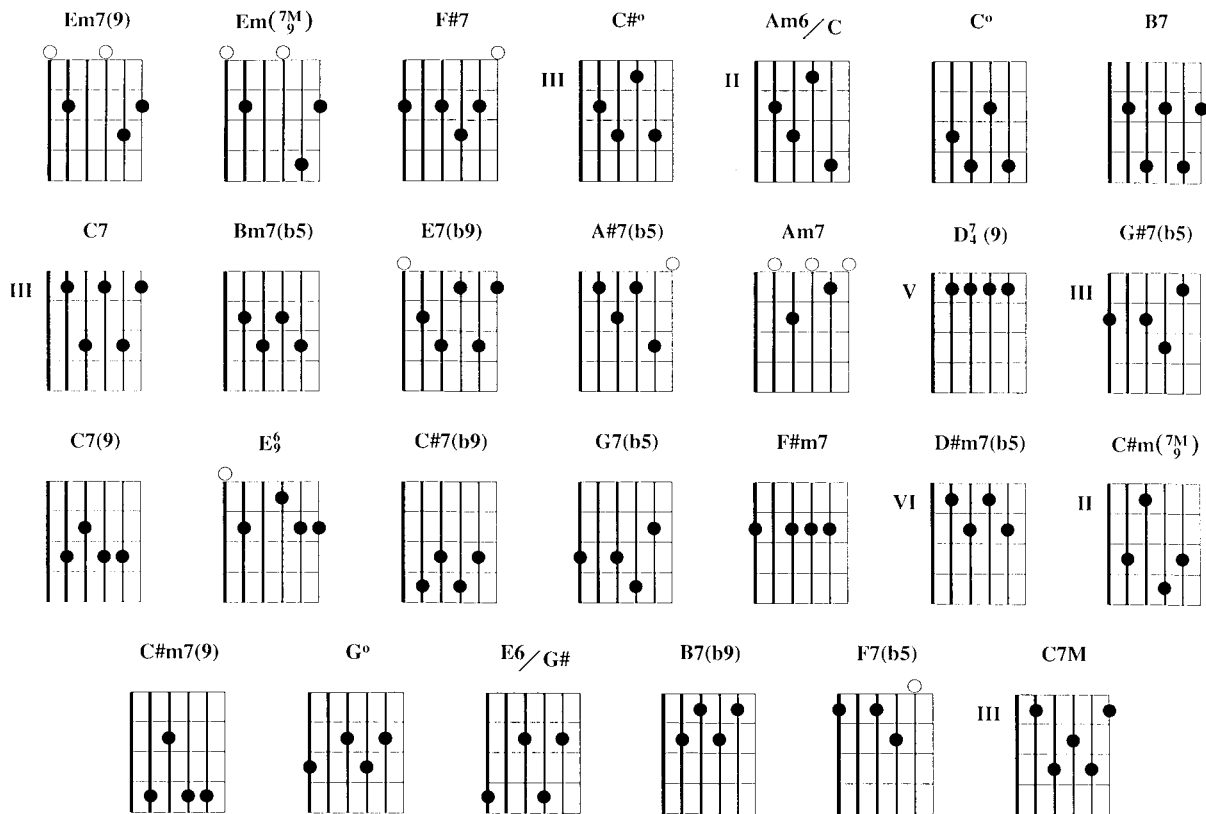 Em7(9) Em(7M 9) F#7 C#º Am6/C Cº B7
III II
C7 Bm7(b5) E7(b9) A#7(b5) Am7 D7 4 (9) G#7(b5)
III V III
C7(9) E6 9 C#7(b9) G7(b5) F#m7 D#m7(b5) C#m(7M 9)
VI II
C#m7(9) Gº E6/G# B7(b9) F7(b5) C7M
III